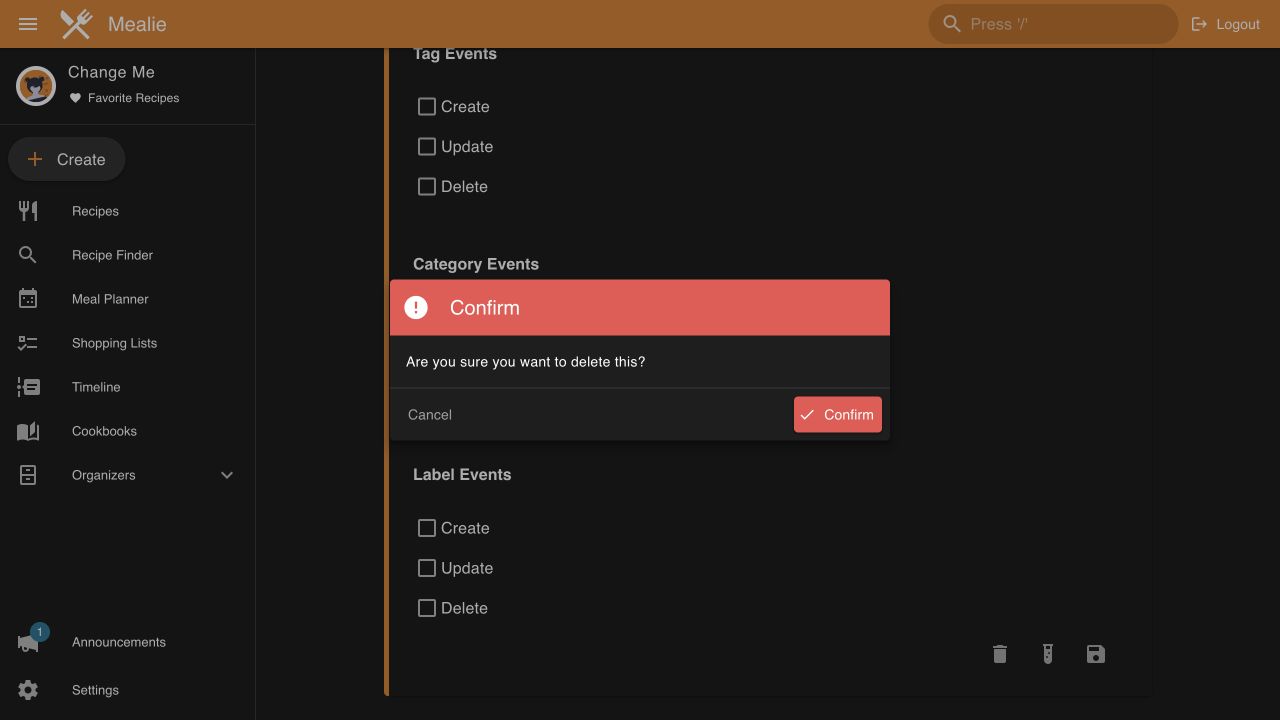 Mealie
Press '/'
Logout
Change Me
Favorite Recipes
Create
Recipes
Recipe Finder
Meal Planner
Shopping Lists
Timeline
Cookbooks
Organizers
1
Announcements
Settings
Tag Events
Create
Update
Delete
Category Events
Confirm
Are you sure you want to delete this?
Cancel
Confirm
Label Events
Create
Update
Delete